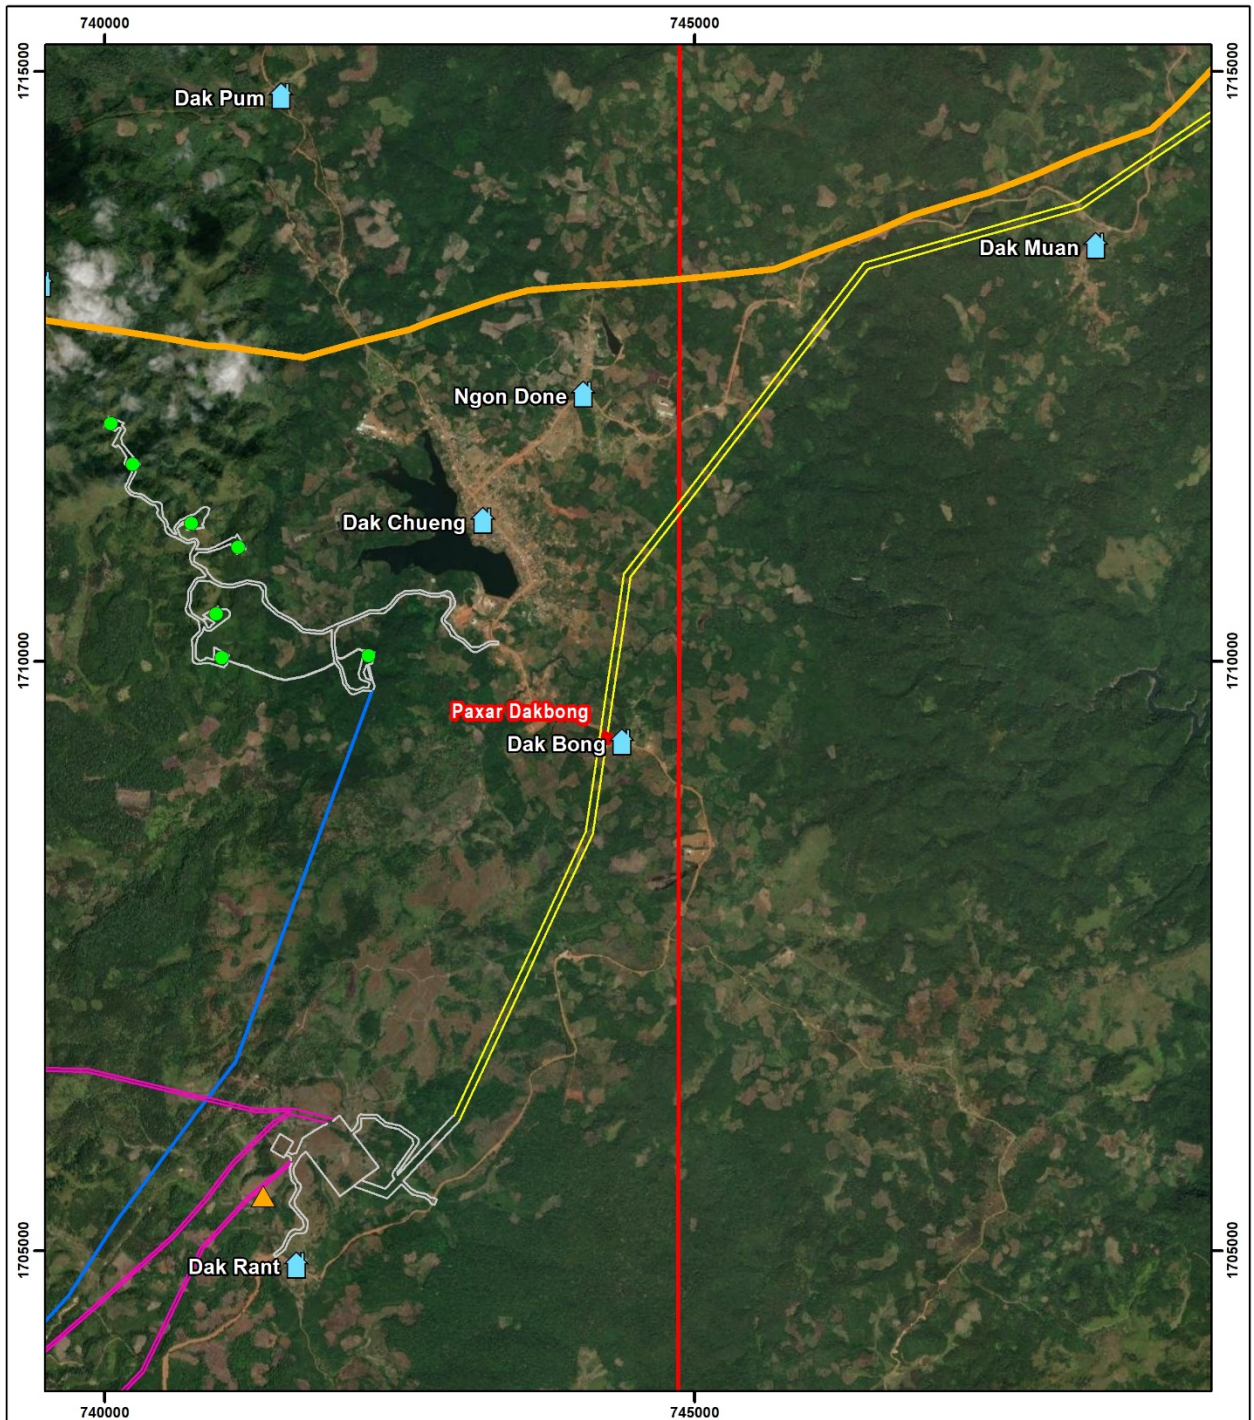 740000
745000
1715000
1715000
Dak Pum
Dak Muan
Ngon Done
Dak Chueng
1710000
1710000
Paxar Dakbong
Dak Bong
1705000
1705000
Dak Rant
740000
745000